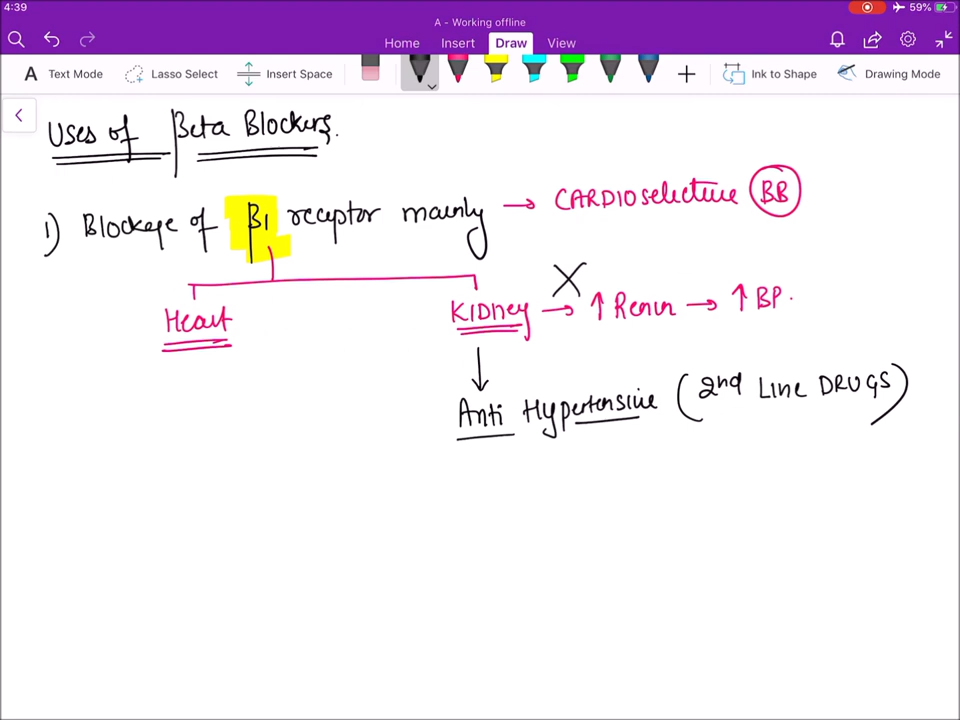 4:39
59%
A - Working offline
Home Insert Draw View
Text Mode Lasso Select Insert Space Ink to Shape Drawing Mode
Uses of Beta Blockers.
1) Blockage of β1 receptor mainly → CARDIOselective BB
Heart
KIDney → ↑ Renin → ↑ BP.
X
Anti Hypertensive (2nd Line DRUGS)